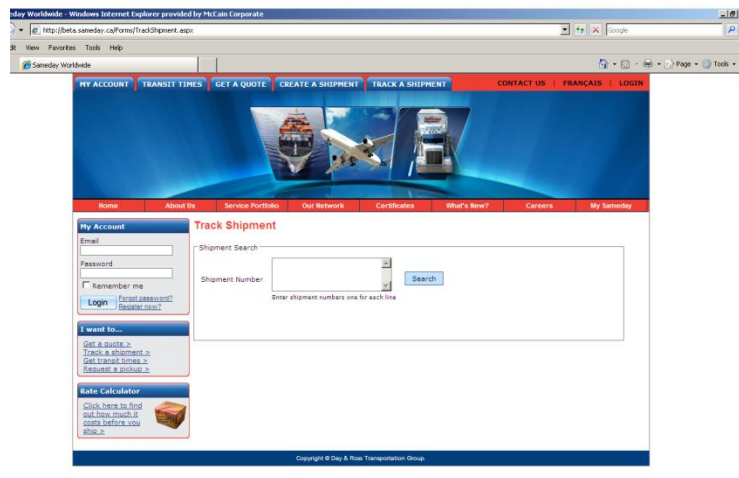 eday Worldwide - Windows Internet Explorer provided by McCain Corporate
http://beta.sameday.ca/Forms/TrackShipment.aspx
Google
dit View Favorites Tools Help
Sameday Worldwide
Page Tools
MY ACCOUNT TRANSIT TIMES GET A QUOTE CREATE A SHIPMENT TRACK A SHIPMENT CONTACT US | FRANÇAIS | LOGIN
Home About Us Service Portfolio Our Network Certificates What's New? Careers My Sameday
My Account
Email
Password
Remember me
Login
Forgot password?
Register now?
Track Shipment
Shipment Search
Shipment Number
Search
Enter shipment numbers one for each line
I want to...
Get a quote >
Track a shipment >
Get transit times >
Request a pickup >
Rate Calculator
Click here to find
out how much it
costs before you
ship >
Copyright © Day & Ross Transportation Group.